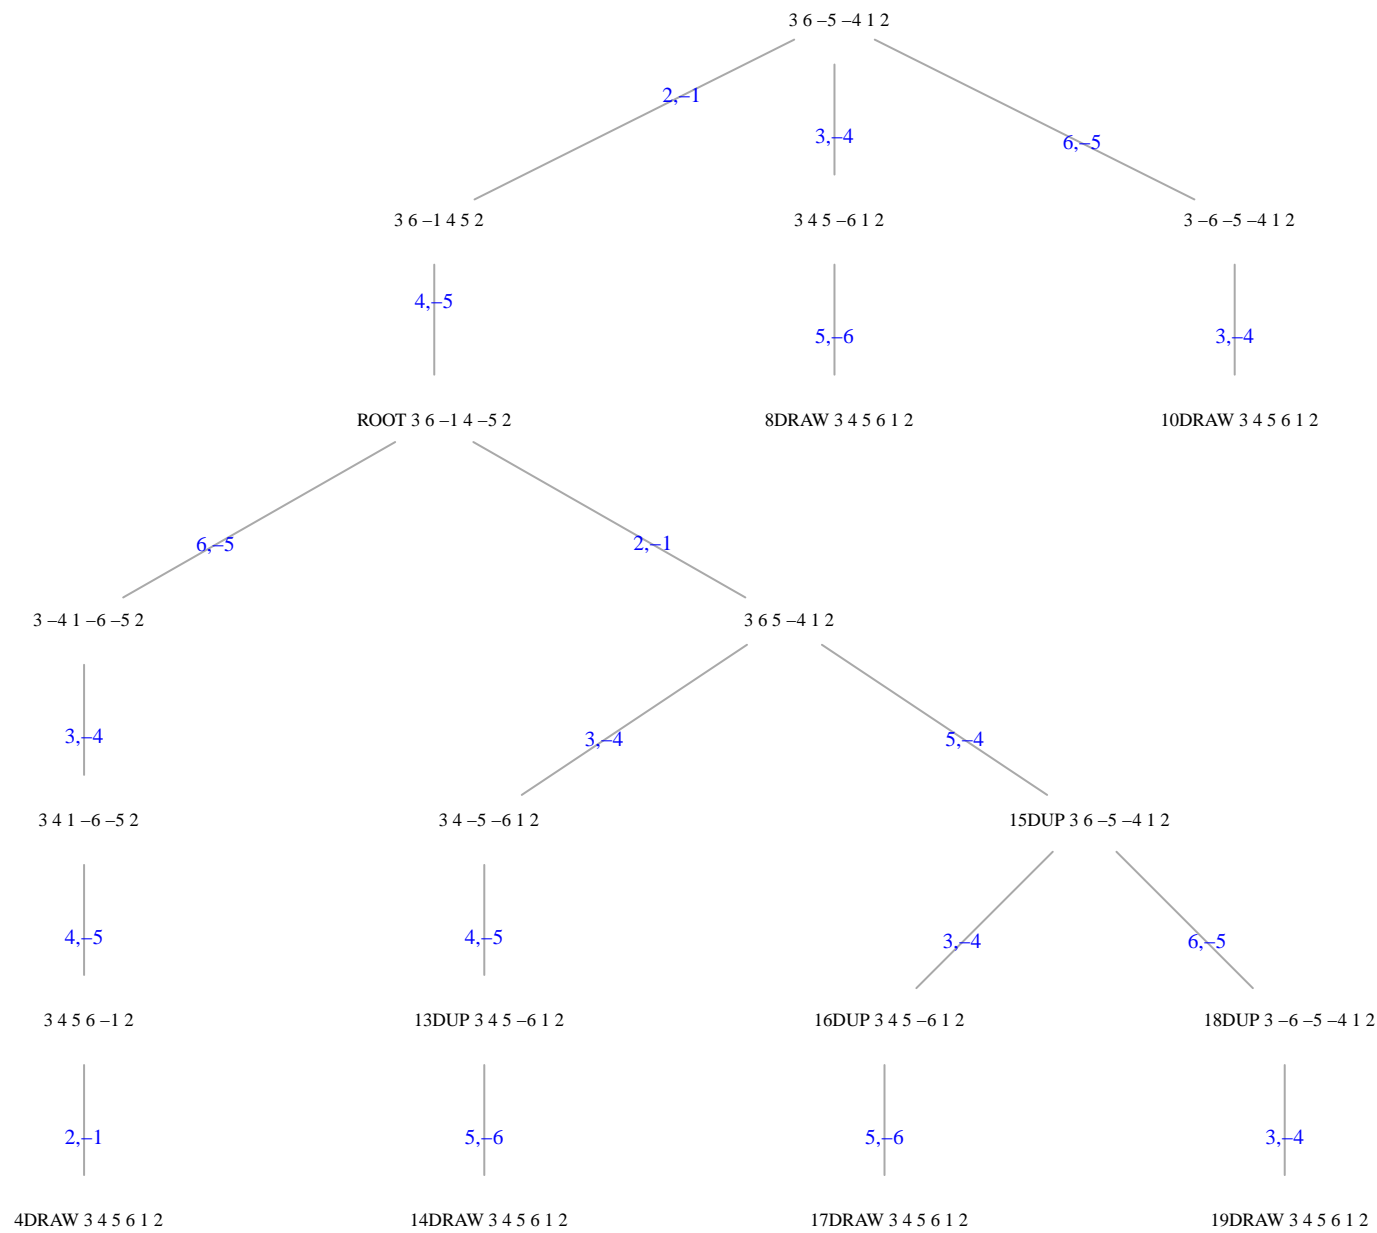 3 6 –5 –4 1 2
2,–1
3,–4
6,–5
3 6 –1 4 5 2
3 4 5 –6 1 2
3 –6 –5 –4 1 2
4,–5
5,–6
3,–4
ROOT 3 6 –1 4 –5 2
8DRAW 3 4 5 6 1 2
10DRAW 3 4 5 6 1 2
6,–5
2,–1
3 –4 1 –6 –5 2
3 6 5 –4 1 2
3,–4
3,–4
5,–4
3 4 1 –6 –5 2
3 4 –5 –6 1 2
15DUP 3 6 –5 –4 1 2
4,–5
4,–5
3,–4
6,–5
3 4 5 6 –1 2
13DUP 3 4 5 –6 1 2
16DUP 3 4 5 –6 1 2
18DUP 3 –6 –5 –4 1 2
2,–1
5,–6
5,–6
3,–4
4DRAW 3 4 5 6 1 2
14DRAW 3 4 5 6 1 2
17DRAW 3 4 5 6 1 2
19DRAW 3 4 5 6 1 2